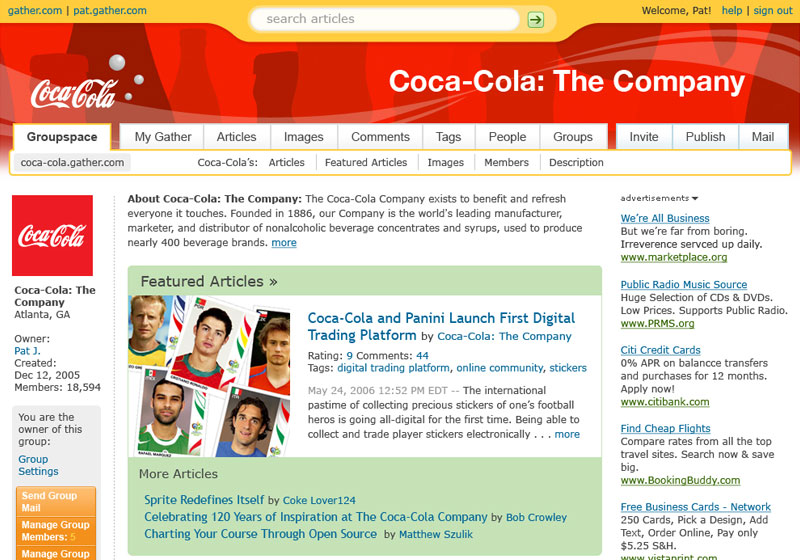 gather.com | pat.gather.com
search articles
Welcome, Pat! help | sign out
Coca-Cola
Coca-Cola: The Company
Groupspace
My Gather
Articles
Images
Comments
Tags
People
Groups
Invite
Publish
Mail
coca-cola.gather.com
Coca-Cola's: Articles | Featured Articles | Images | Members | Description
Coca-Cola
Coca-Cola: The
Company
Atlanta, GA
Owner:
Pat J.
Created:
Dec 12, 2005
Members: 18,594
You are the
owner of this
group:
Group
Settings
Send Group
Mail
Manage Group
Members: 5
Manage Group
About Coca-Cola: The Company: The Coca-Cola Company exists to benefit and refresh
everyone it touches. Founded in 1886, our Company is the world's leading manufacturer,
marketer, and distributor of nonalcoholic beverage concentrates and syrups, used to produce
nearly 400 beverage brands. more
Featured Articles »
CRISTIANO RONALDO
RAFAEL MARQUEZ
Coca-Cola and Panini Launch First Digital
Trading Platform by Coca-Cola: The Company
Rating: 9 Comments: 44
Tags: digital trading platform, online community, stickers
May 24, 2006 12:52 PM EDT -- The international
pastime of collecting precious stickers of one's football
heros is going all-digital for the first time. Being able to
collect and trade player stickers electronically . . . more
More Articles
Sprite Redefines Itself by Coke Lover124
Celebrating 120 Years of Inspiration at The Coca-Cola Company by Bob Crowley
Charting Your Course Through Open Source by Matthew Szulik
advertisements
We're All Business
But we're far from boring.
Irreverence servced up daily.
www.marketplace.org
Public Radio Music Source
Huge Selection of CDs & DVDs.
Low Prices. Supports Public Radio.
www.PRMS.org
Citi Credit Cards
0% APR on balancce transfers
and purchases for 12 months.
Apply now!
www.citibank.com
Find Cheap Flights
Compare rates from all the top
travel sites. Search now & save
big.
www.BookingBuddy.com
Free Business Cards - Network
250 Cards, Pick a Design, Add
Text, Order Online, Pay only
$5.25 S&H.
www.vistaprint.com